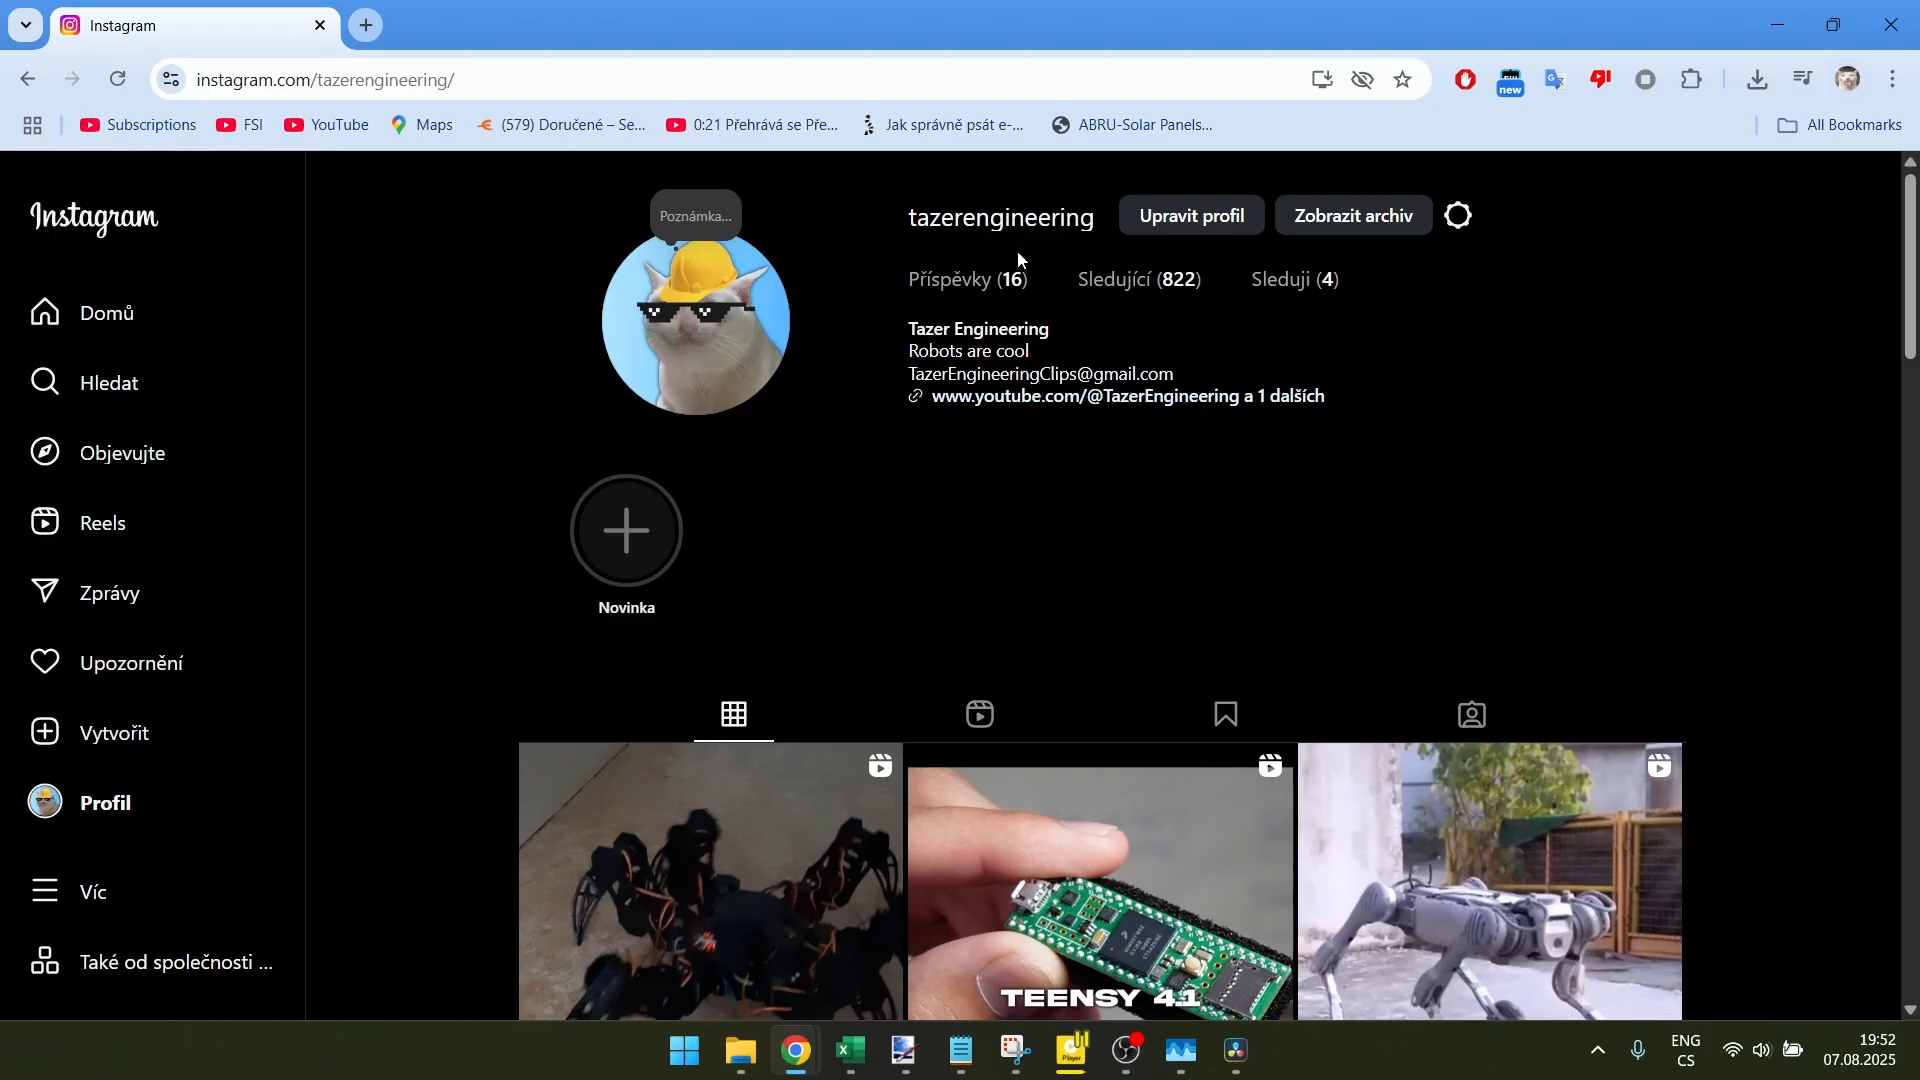 Instagram
instagram.com/tazerengineering/
new
Subscriptions
FSI
YouTube
Maps
(579) Doručené – Se...
0:21 Přehrává se Pře...
Jak správně psát e-...
ABRU-Solar Panels...
All Bookmarks
Instagram
Domů
Hledat
Objevujte
Reels
Zprávy
Upozornění
Vytvořit
Profil
Víc
Také od společnosti ...
Poznámka...
tazerengineering
Upravit profil
Zobrazit archiv
Příspěvky (16)
Sledující (822)
Sleduji (4)
Tazer Engineering
Robots are cool
TazerEngineeringClips@gmail.com
www.youtube.com/@TazerEngineering a 1 dalších
Novinka
TEENSY 4.1
Player
ENG
CS
19:52
07.08.2025